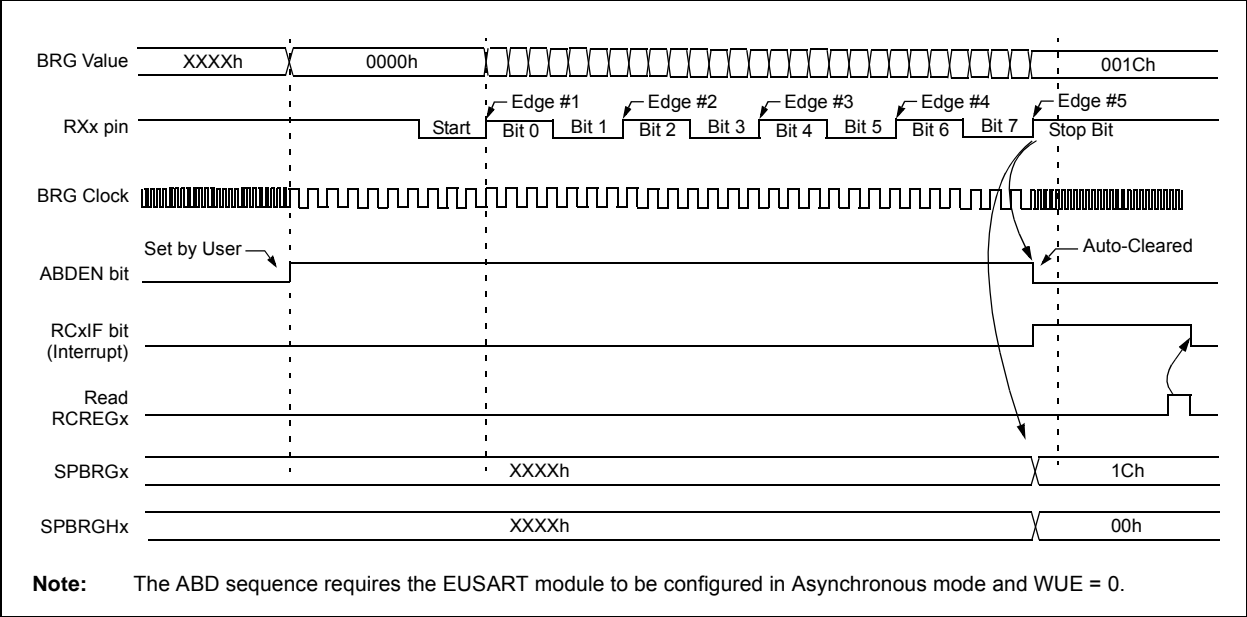 BRG Value XXXXh 0000h 001Ch
Edge #1 Edge #2 Edge #3 Edge #4 Edge #5
RXx pin Start Bit 0 Bit 1 Bit 2 Bit 3 Bit 4 Bit 5 Bit 6 Bit 7 Stop Bit
BRG Clock
Set by User Auto-Cleared
ABDEN bit
RCxIF bit
(Interrupt)
Read
RCREGx
SPBRGx XXXXh 1Ch
SPBRGHx XXXXh 00h
Note: The ABD sequence requires the EUSART module to be configured in Asynchronous mode and WUE = 0.